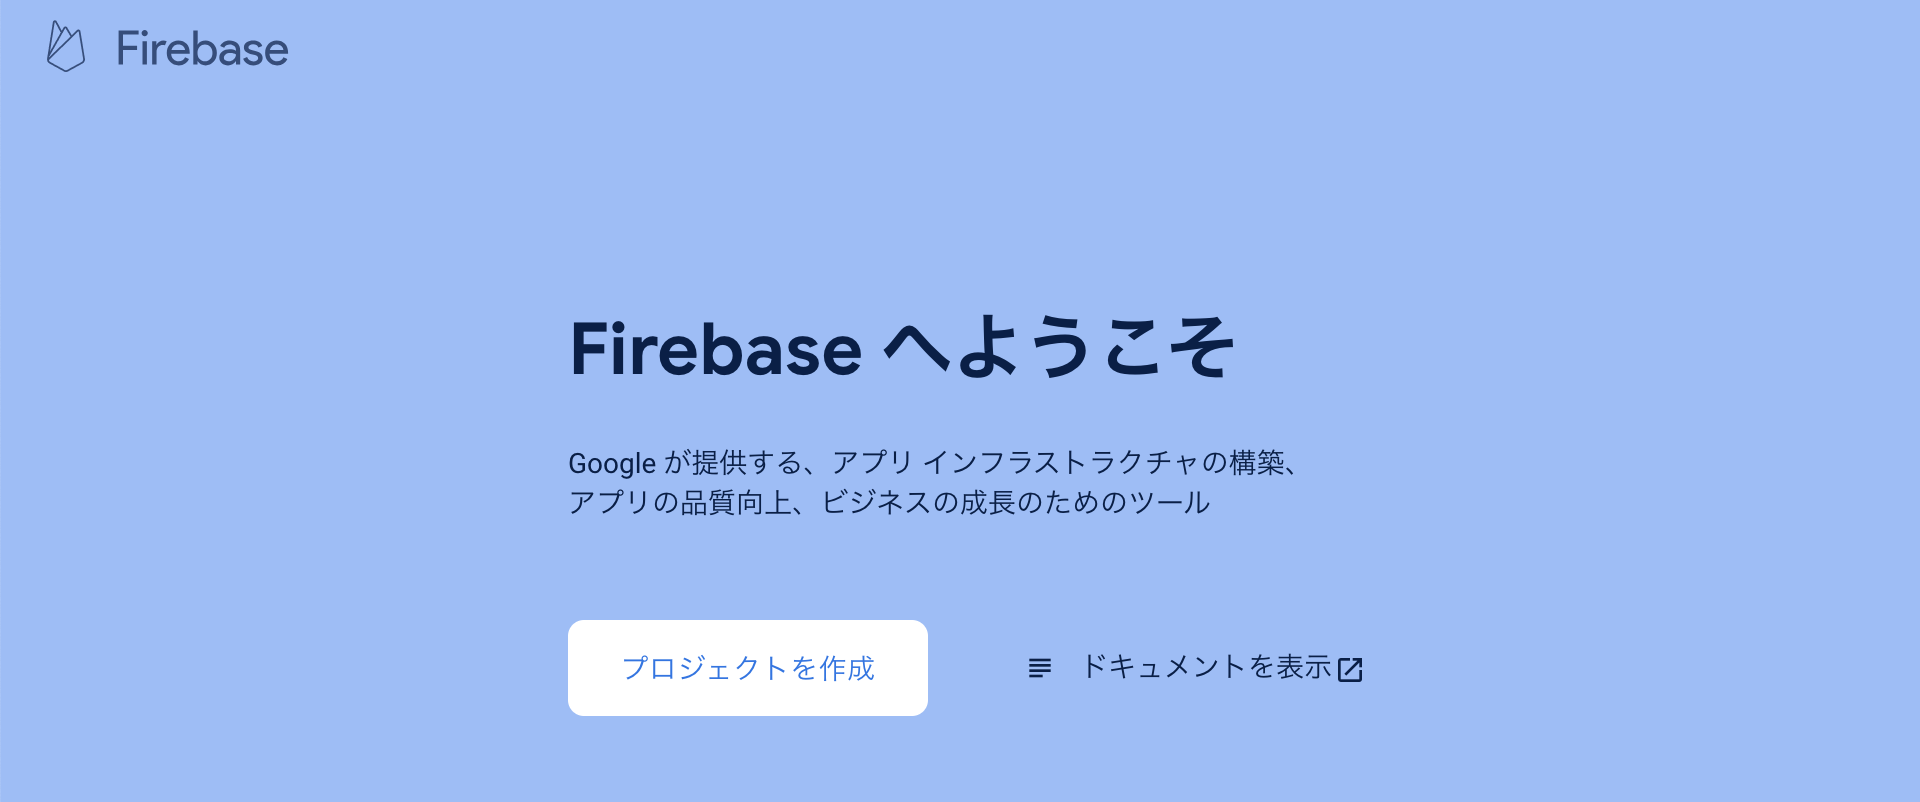 Firebase
Firebase へようこそ
Google が提供する、アプリ インフラストラクチャの構築、
アプリの品質向上、ビジネスの成長のためのツール
プロジェクトを作成
ドキュメントを表示